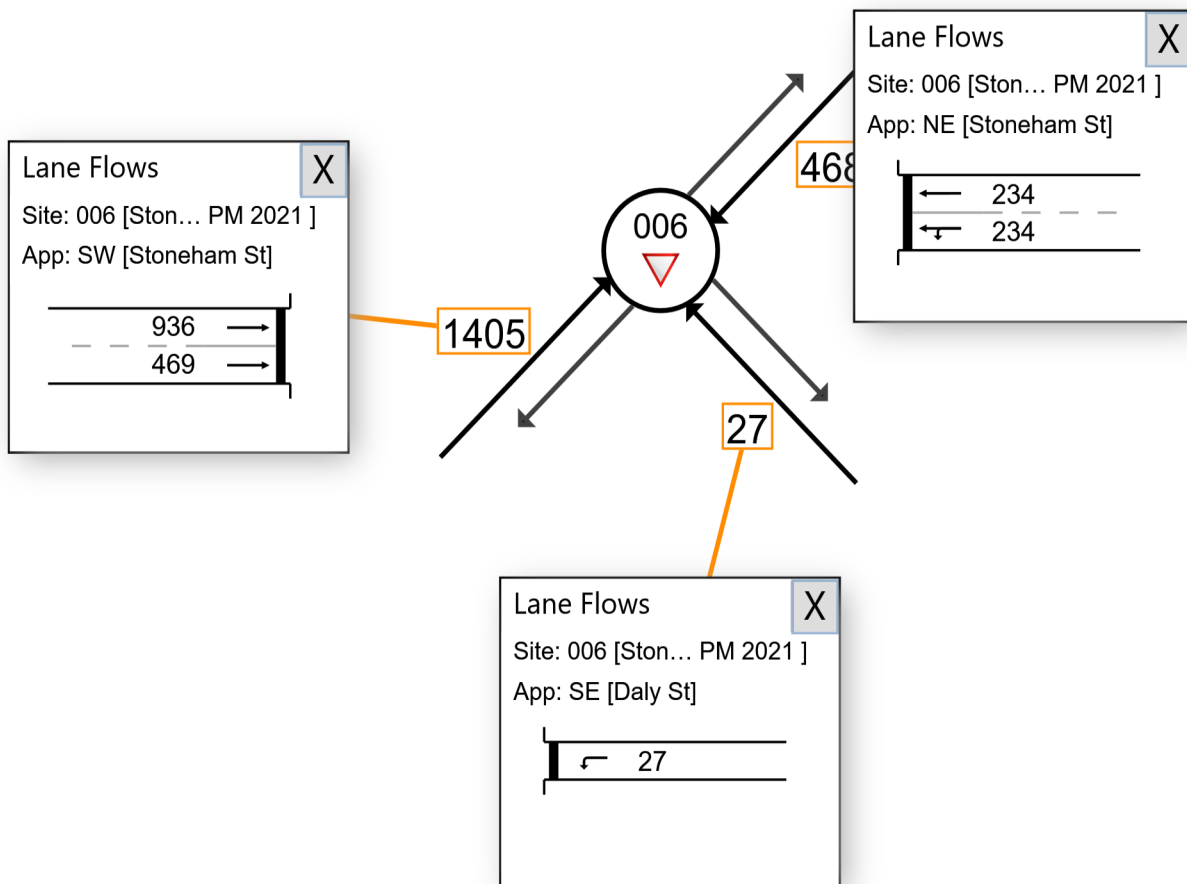 Lane Flows
X
Site: 006 [Ston... PM 2021 ]
App: NE [Stoneham St]
234
234
468
006
Lane Flows
X
Site: 006 [Ston... PM 2021 ]
App: SW [Stoneham St]
936
469
1405
27
Lane Flows
X
Site: 006 [Ston... PM 2021 ]
App: SE [Daly St]
27